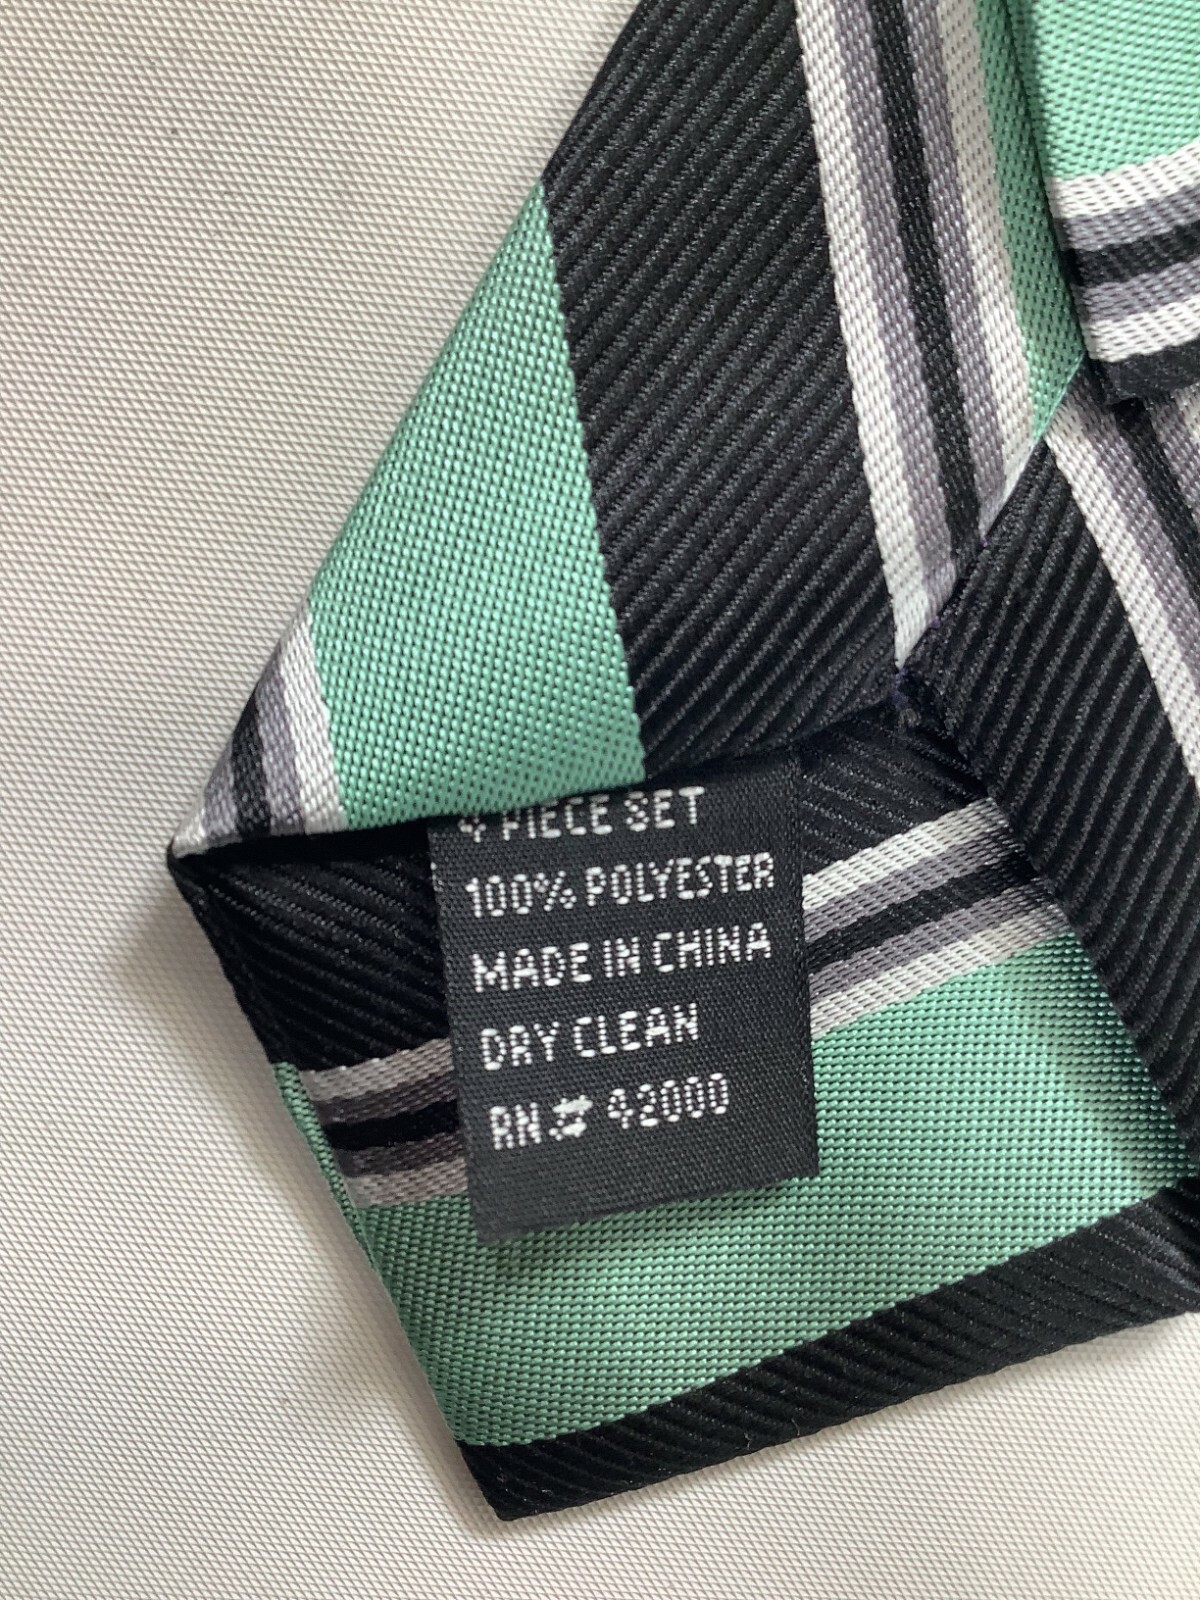 4 PIECE SET
100% POLYESTER
MADE IN CHINA
DRY CLEAN
RN# 42000